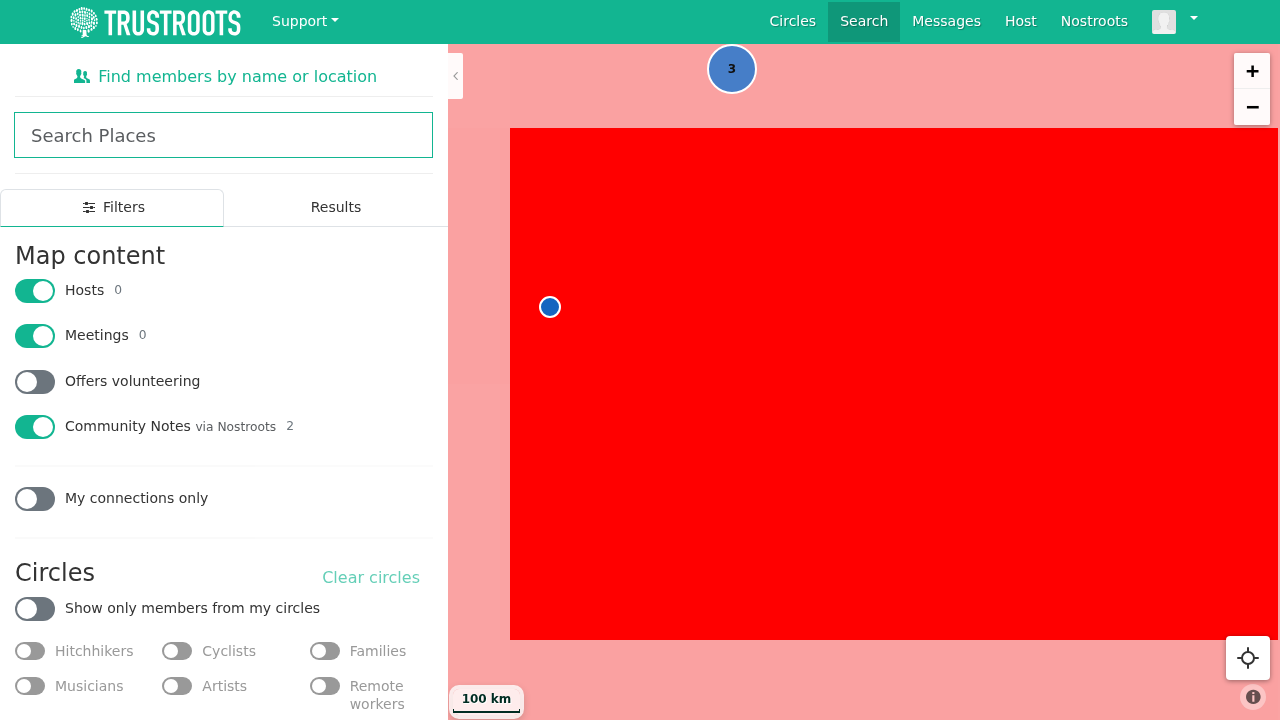 TRUSTROOTS
Support
Circles
Search
Messages
Host
Nostroots
Find members by name or location
Search Places
Filters
Results
Map content
Hosts 0
Meetings 0
Offers volunteering
Community Notes via Nostroots 2
My connections only
Circles
Clear circles
Show only members from my circles
Hitchhikers
Cyclists
Families
Musicians
Artists
Remote
workers
3
+
−
100 km